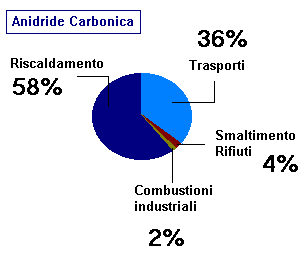 Anidride Carbonica
36%
Trasporti
Riscaldamento
58%
Smaltimento
Rifiuti
4%
Combustioni
industriali
2%